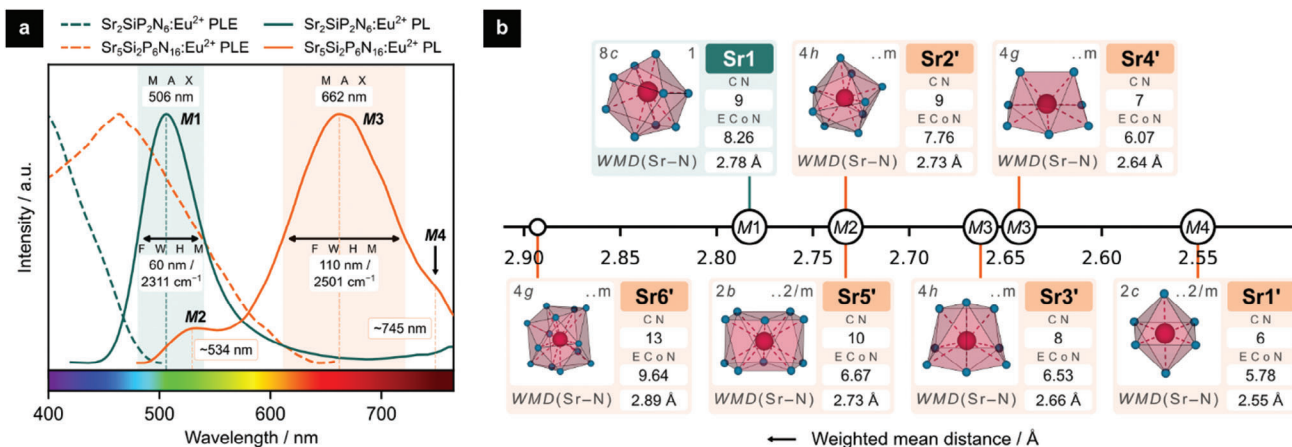 a
Sr₂SiP₂N₆:Eu²⁺ PLE
Sr₂SiP₂N₆:Eu²⁺ PL
Sr₅Si₂P₆N₁₆:Eu²⁺ PLE
Sr₅Si₂P₆N₁₆:Eu²⁺ PL
Intensity / a.u.
M A X
506 nm
M1
M A X
662 nm
M3
M4
F W H M
60 nm /
2311 cm⁻¹
F W H M
110 nm /
2501 cm⁻¹
M2
~534 nm
~745 nm
400 500 600 700
Wavelength / nm
b
8c 1
Sr1
CN
9
ECoN
8.26
WMD(Sr–N) 2.78 Å
4h ..m
Sr2'
CN
9
ECoN
7.76
WMD(Sr–N) 2.73 Å
4g ..m
Sr4'
CN
7
ECoN
6.07
WMD(Sr–N) 2.64 Å
M1 M2 M3 M3 M4
2.90 2.85 2.80 2.75 2.70 2.65 2.60 2.55
4g ..m
Sr6'
CN
13
ECoN
9.64
WMD(Sr–N) 2.89 Å
2b ..2/m
Sr5'
CN
10
ECoN
6.67
WMD(Sr–N) 2.73 Å
4h ..m
Sr3'
CN
8
ECoN
6.53
WMD(Sr–N) 2.66 Å
2c ..2/m
Sr1'
CN
6
ECoN
5.78
WMD(Sr–N) 2.55 Å
Weighted mean distance / Å